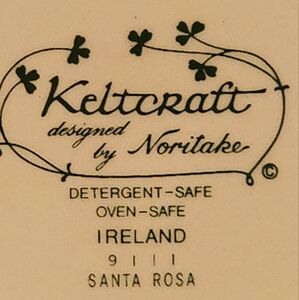 Keltcraft
designed
by Noritake
©
DETERGENT-SAFE
OVEN-SAFE
IRELAND
9111
SANTA ROSA